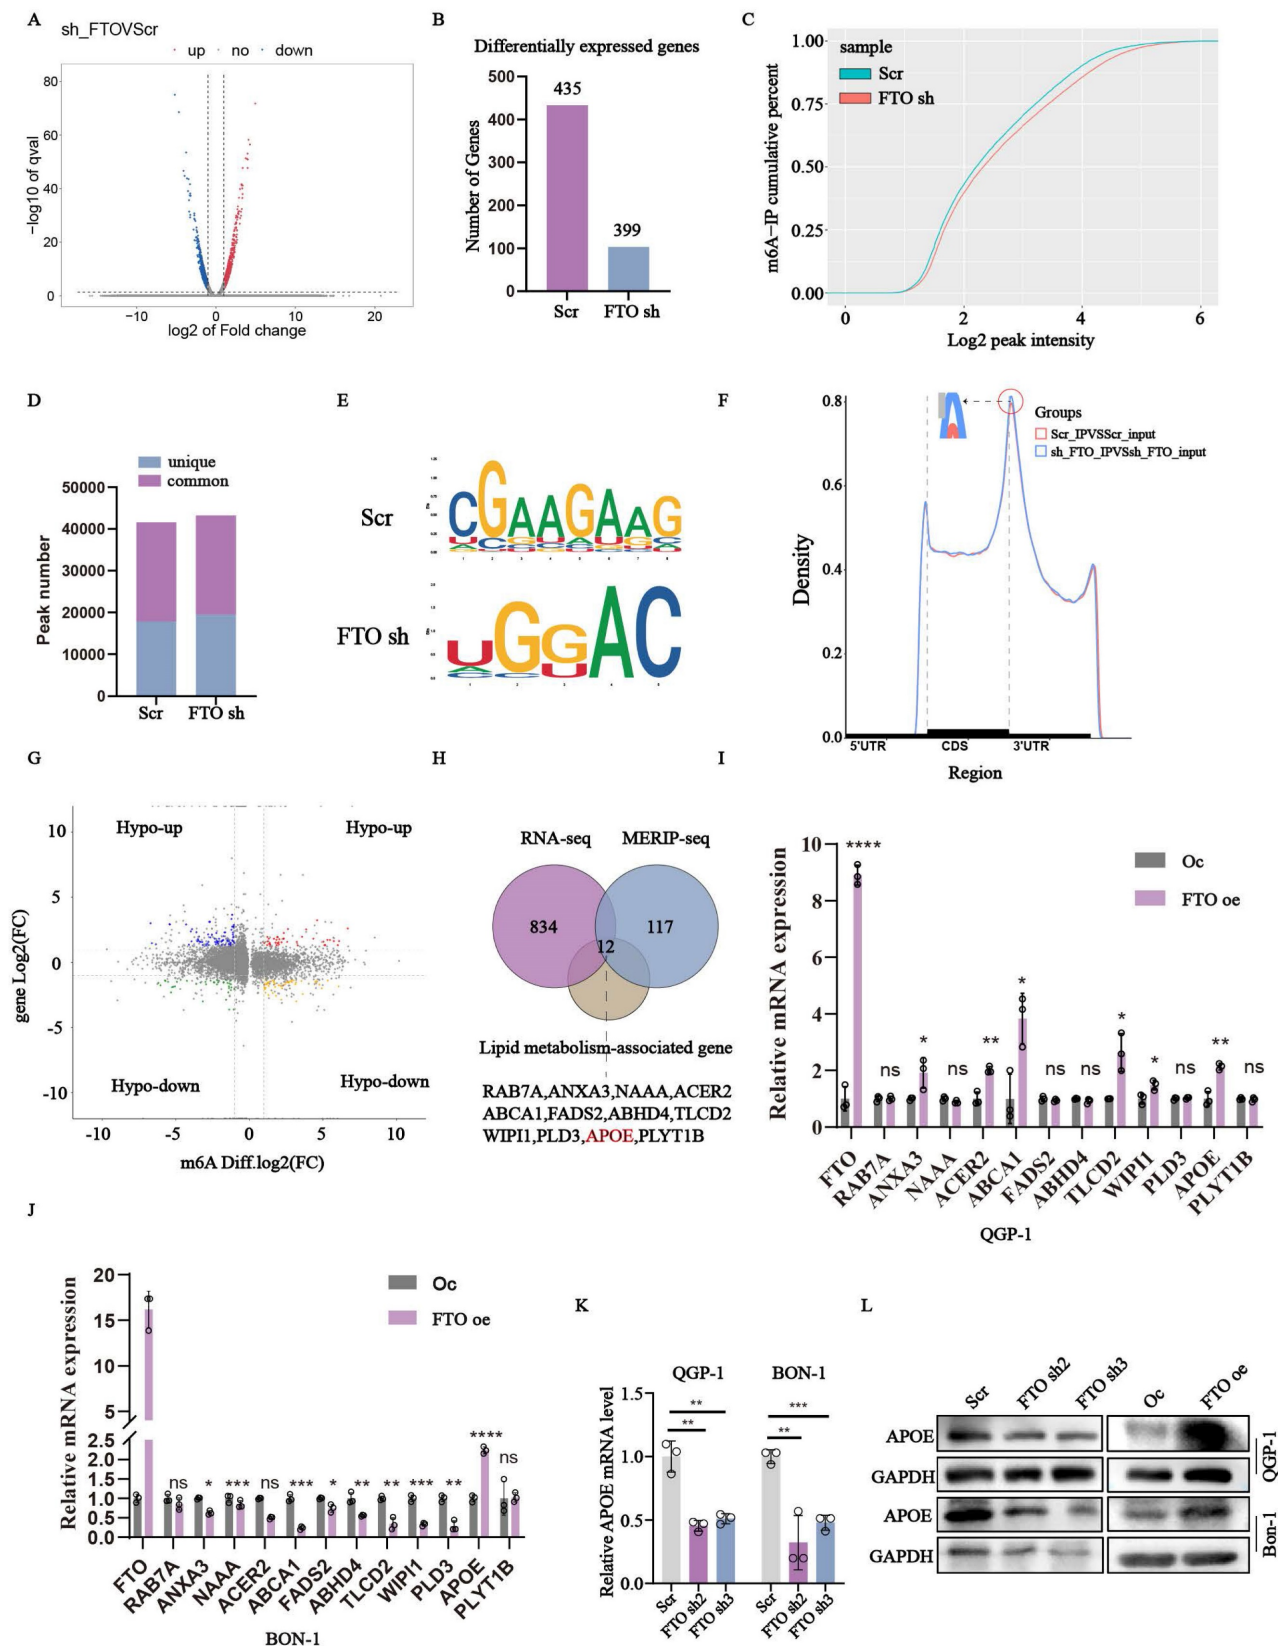 A
sh_FTOVScr
up no down
80
60
40
20
0
−10 0 10 20
−log10 of qval
log2 of Fold change
B
Differentially expressed genes
500
400
300
200
100
0
435
399
Number of Genes
Scr FTO sh
C
sample
Scr
FTO sh
1.00
0.75
0.50
0.25
0.00
0 2 4 6
m6A−IP cumulative percent
Log2 peak intensity
D
unique
common
50000
40000
30000
20000
10000
0
Peak number
Scr FTO sh
E
Scr
CGAAGAAG
FTO sh
UGGAC
F
0.8
0.6
0.4
0.2
0.0
Density
A
Groups
Scr_IPVSScr_input
sh_FTO_IPVSsh_FTO_input
5'UTR CDS 3'UTR
Region
G
Hypo-up Hypo-up
10
5
0
-5
-10
gene Log2(FC)
Hypo-down Hypo-down
-10 -5 0 5 10
m6A Diff.log2(FC)
H
RNA-seq MERIP-seq
834 12 117
Lipid metabolism-associated gene
RAB7A,ANXA3,NAAA,ACER2
ABCA1,FADS2,ABHD4,TLCD2
WIPI1,PLD3,APOE,PLYT1B
I
Relative mRNA expression
10
8
6
4
2
0
Oc
FTO oe
**** ns * ns ** * ns ns * * ns ** ns
FTO RAB7A ANXA3 NAAA ACER2 ABCA1 FADS2 ABHD4 TLCD2 WIPI1 PLD3 APOE PLYT1B
QGP-1
J
Relative mRNA expression
20
15
10
5
2.5
2.0
1.5
1.0
0.5
0.0
Oc
FTO oe
ns * *** ns *** * ** ** *** ** **** ns
FTO RAB7A ANXA3 NAAA ACER2 ABCA1 FADS2 ABHD4 TLCD2 WIPI1 PLD3 APOE PLYT1B
BON-1
K
QGP-1 BON-1
Relative APOE mRNA level
1.5
1.0
0.5
0.0
** ***
** **
Scr FTO sh2 FTO sh3 Scr FTO sh2 FTO sh3
L
Scr FTO sh2 FTO sh3 Oc FTO oe
APOE
GAPDH
QGP-1
APOE
GAPDH
Bon-1